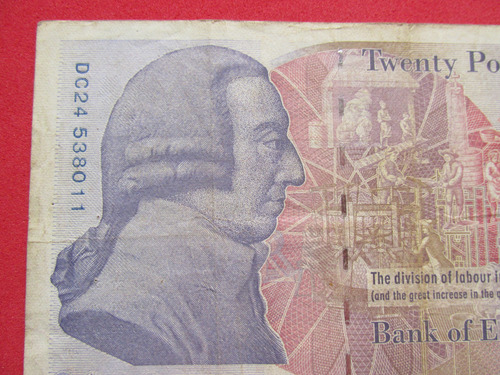 DC24 538011
Twenty Po
The division of labour i
(and the great increase in the q
Bank of E